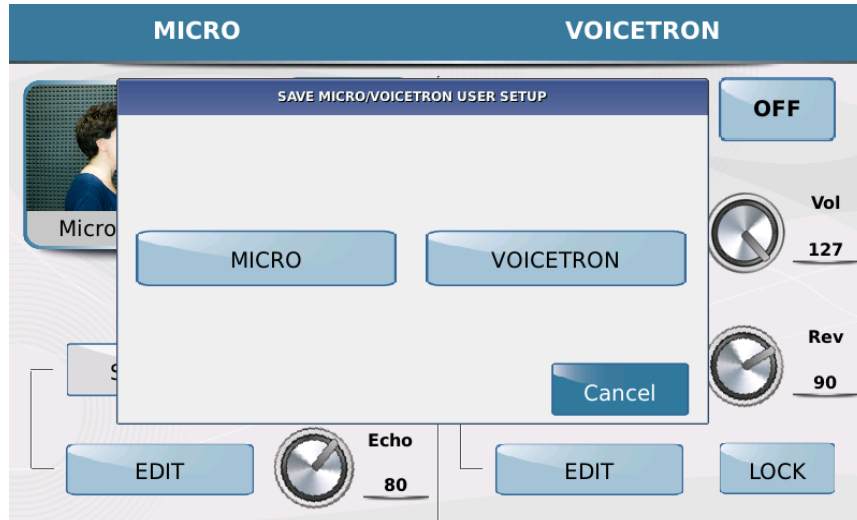 MICRO VOICETRON
SAVE MICRO/VOICETRON USER SETUP
OFF
Micro
Vol
127
MICRO VOICETRON
Rev
90
Cancel
Echo
80
EDIT
EDIT
LOCK